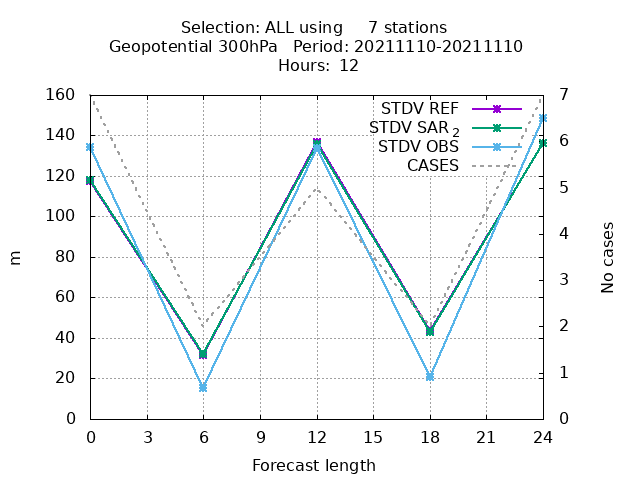 Selection: ALL using     7 stations
Geopotential 300hPa   Period: 20211110-20211110
Hours:  12
STDV REF
STDV SAR 2
STDV OBS
CASES
160
140
120
100
80
60
40
20
0
m
7
6
5
4
3
2
1
0
No cases
0 3 6 9 12 15 18 21 24
Forecast length